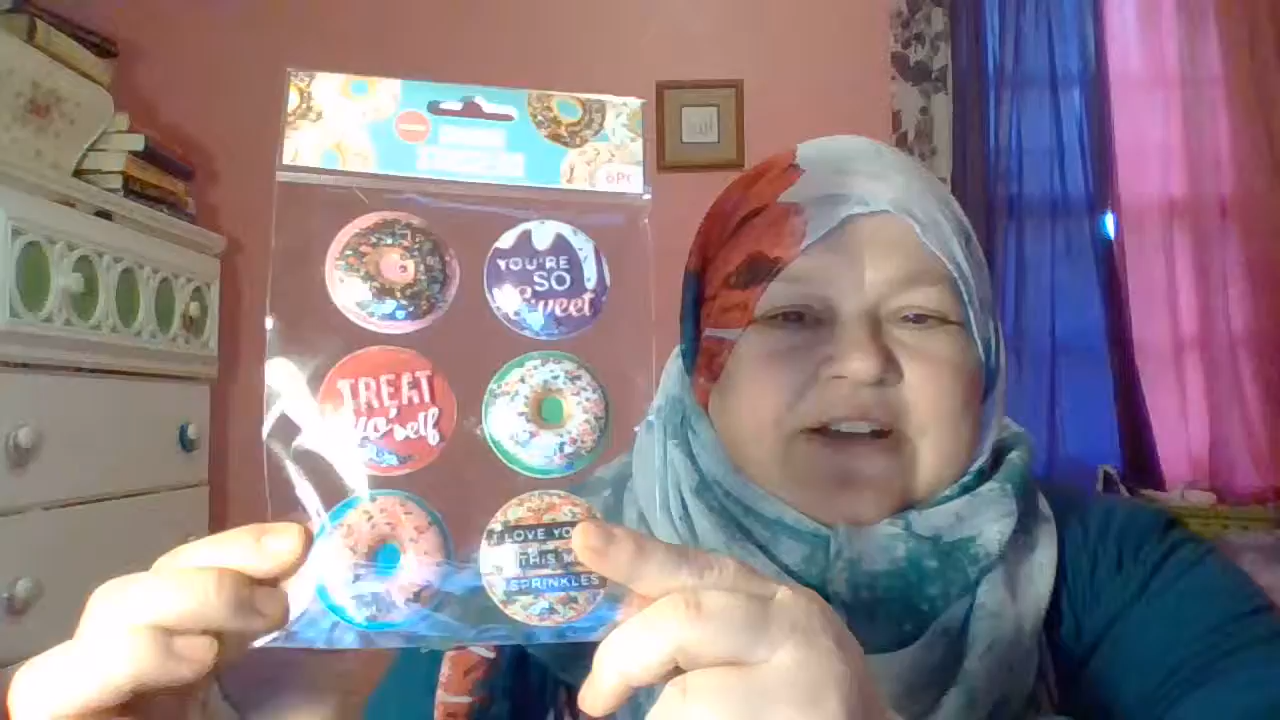 6PC
YOU'RE
SO
Sweet
TREAT
yo' self
I LOVE YOU
THIS M
SPRINKLES